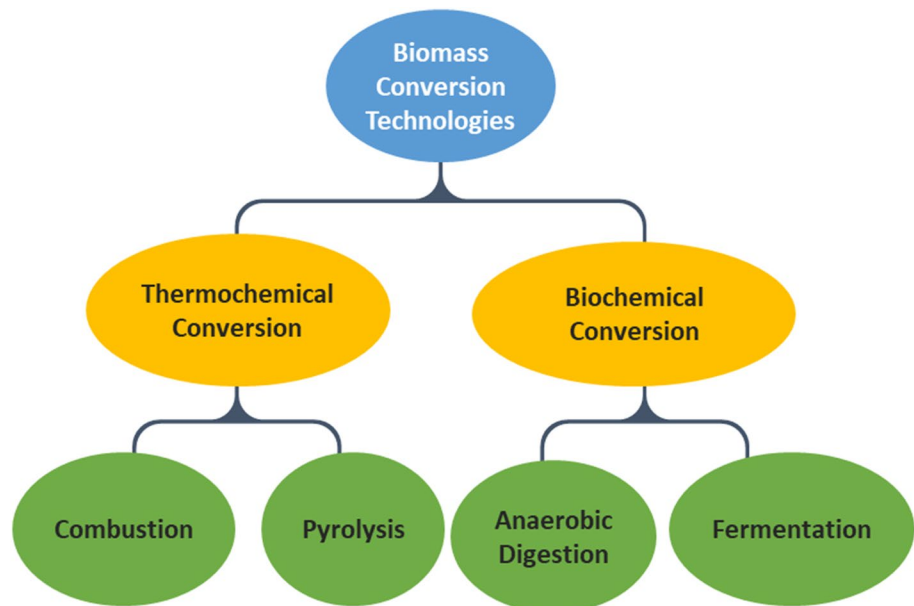 Biomass
Conversion
Technologies
Thermochemical
Conversion
Biochemical
Conversion
Combustion
Pyrolysis
Anaerobic
Digestion
Fermentation